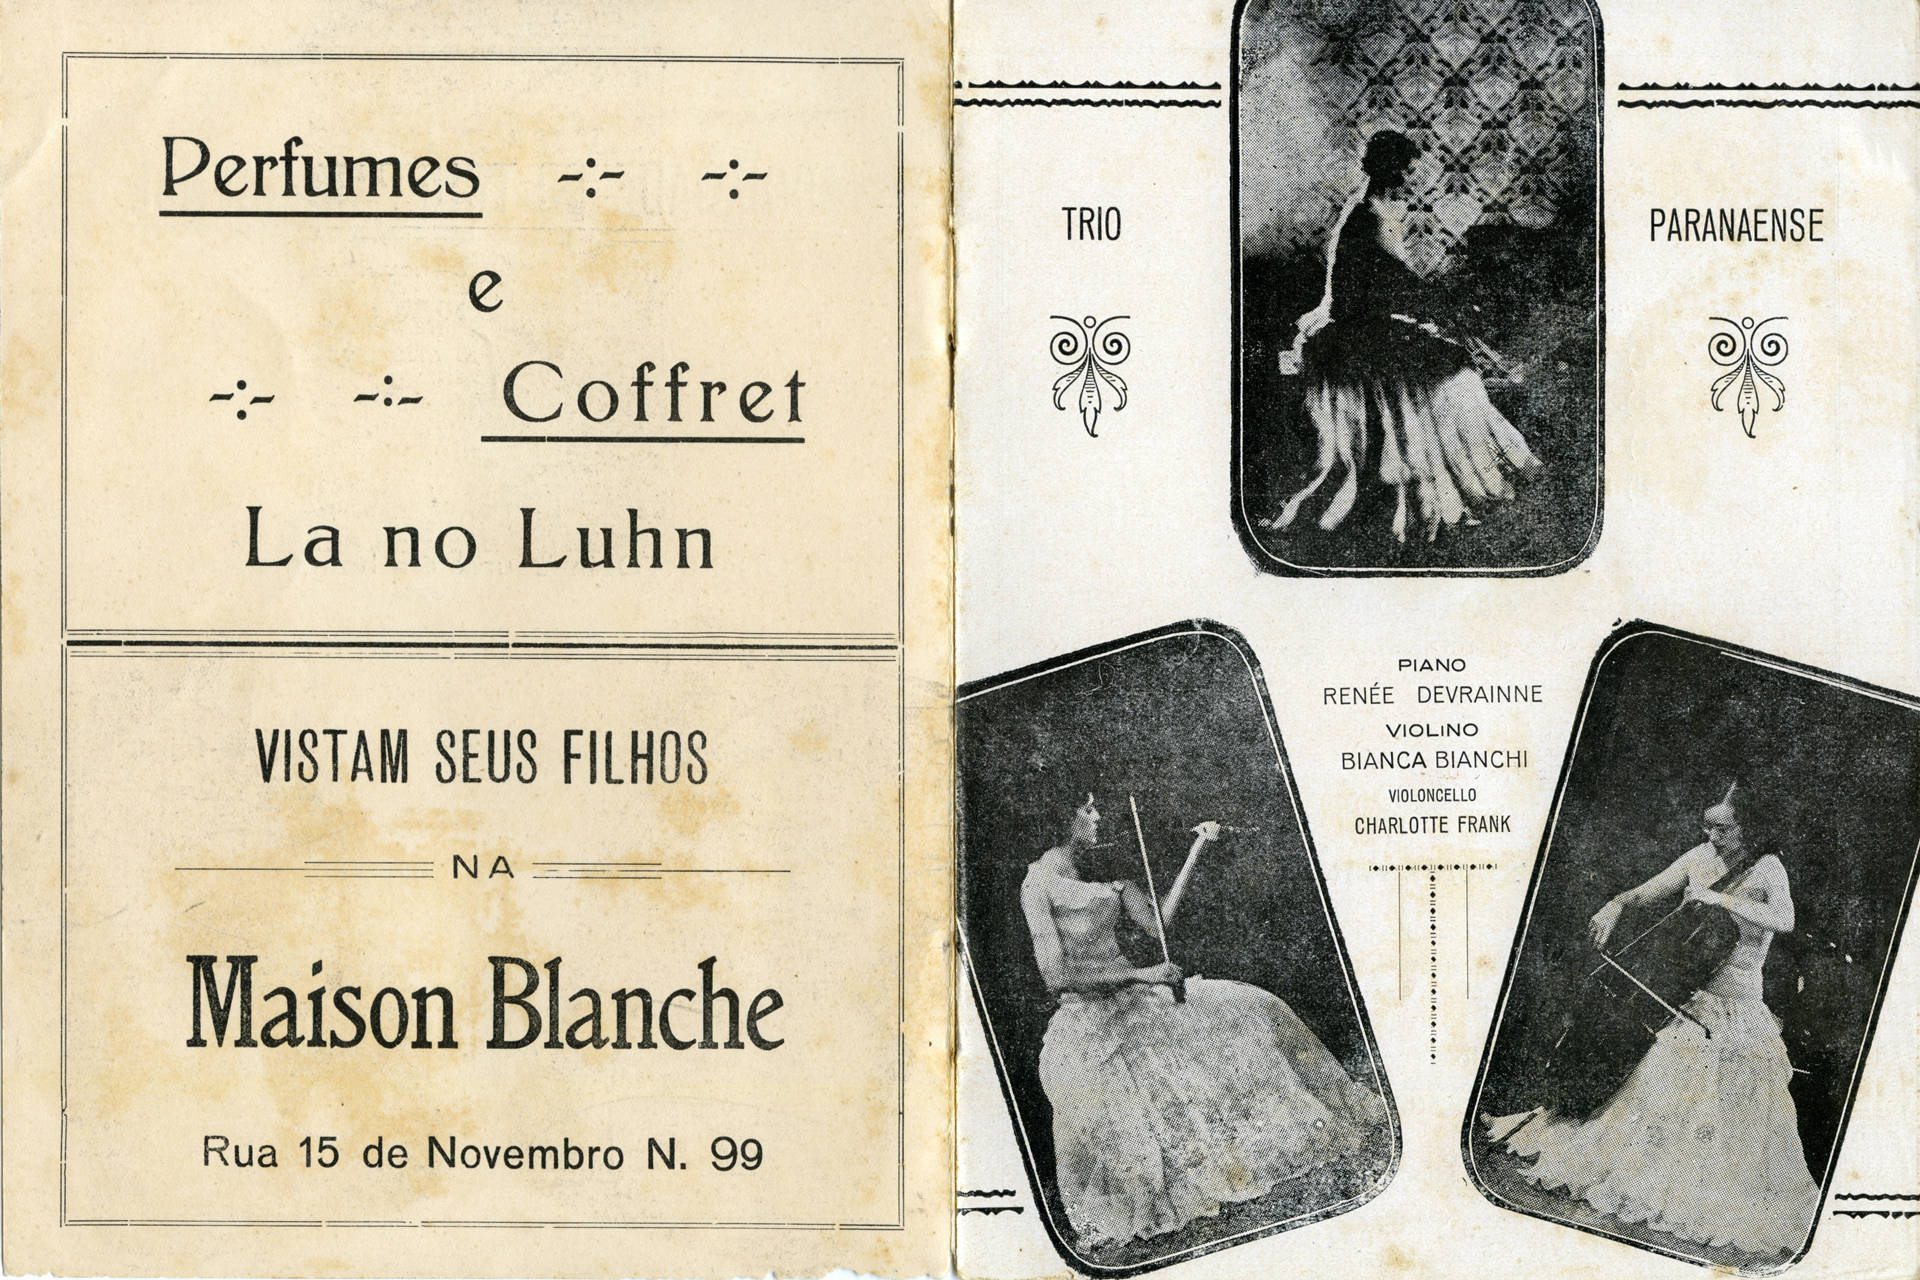 Perfumes -:- -:-
e
-:- -:- Coffret
La no Luhn
VISTAM SEUS FILHOS
NA
Maison Blanche
Rua 15 de Novembro N. 99
TRIO PARANAENSE
PIANO
RENÉE DEVRAINNE
VIOLINO
BIANCA BIANCHI
VIOLONCELLO
CHARLOTTE FRANK